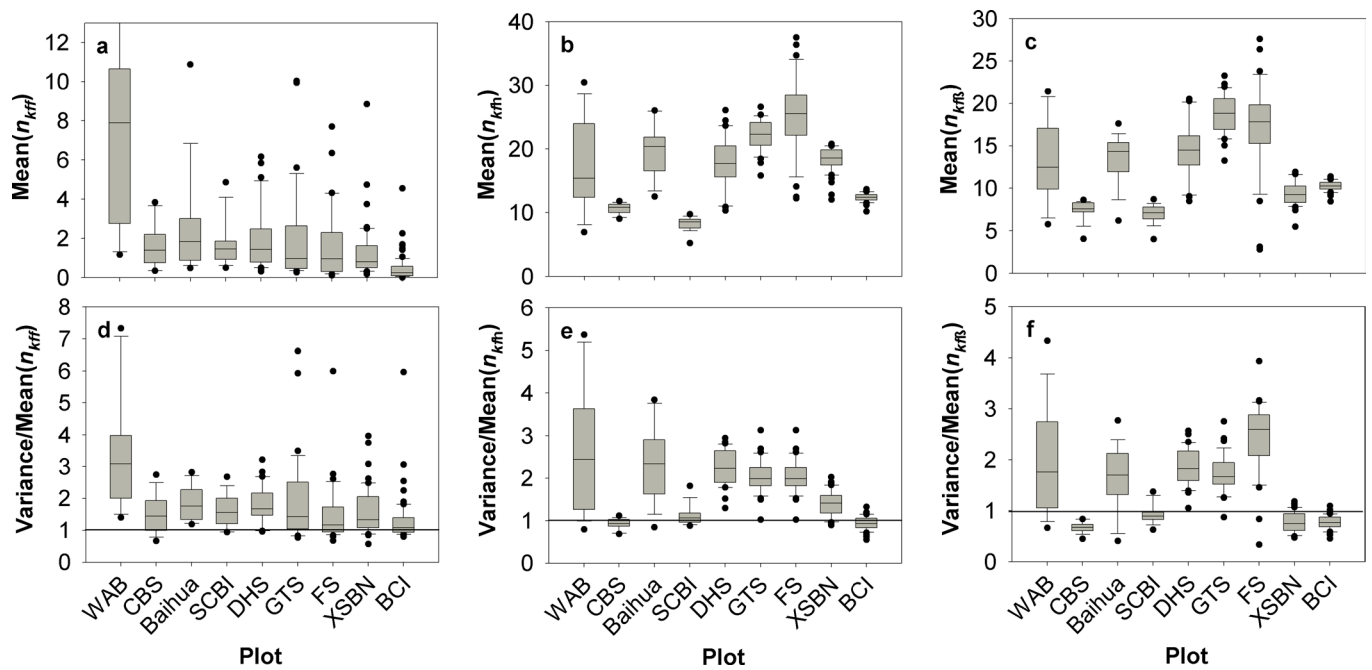 a
Mean(nkff)
12
10
8
6
4
2
0
b
Mean(nkfh)
40
30
20
10
0
c
Mean(nkfß)
30
25
20
15
10
5
0
d
Variance/Mean(nkff)
8
7
6
5
4
3
2
1
0
WAB
CBS
Baihua
SCBI
DHS
GTS
FS
XSBN
BCI
Plot
e
Variance/Mean(nkfh)
6
5
4
3
2
1
0
WAB
CBS
Baihua
SCBI
DHS
GTS
FS
XSBN
BCI
Plot
f
Variance/Mean(nkfß)
5
4
3
2
1
0
WAB
CBS
Baihua
SCBI
DHS
GTS
FS
XSBN
BCI
Plot